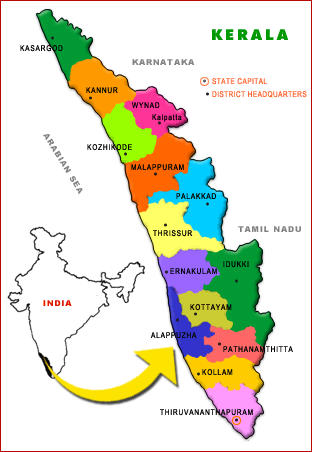 KERALA
KASARGOD
KARNATAKA
STATE CAPITAL
DISTRICT HEADQUARTERS
KANNUR
WYNAD
Kalpatta
KOZHIKODE
ARABIAN SEA
MALAPPURAM
PALAKKAD
THRISSUR
TAMIL NADU
ERNAKULAM
IDUKKI
INDIA
KOTTAYAM
ALAPPUZHA
PATHANAMTHITTA
KOLLAM
THIRUVANANTHAPURAM